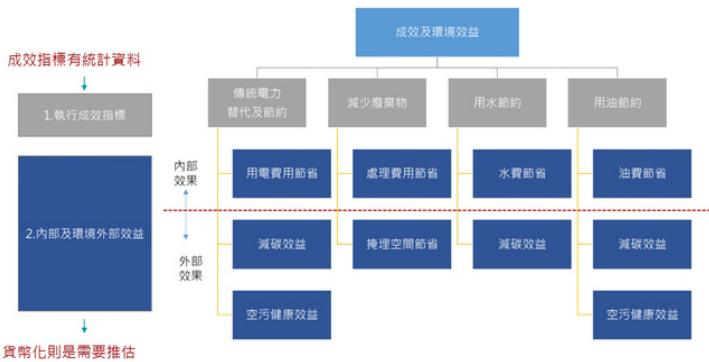 成效及環境效益
成效指標有統計資料
1.執行成效指標
傳統電力
替代及節約
減少廢棄物
用水節約
用油節約
2.內部及環境外部效益
內部
效果
用電費用節省
處理費用節省
水費節省
油費節省
外部
效果
減碳效益
掩埋空間節省
減碳效益
減碳效益
空污健康效益
空污健康效益
貨幣化則是需要推估